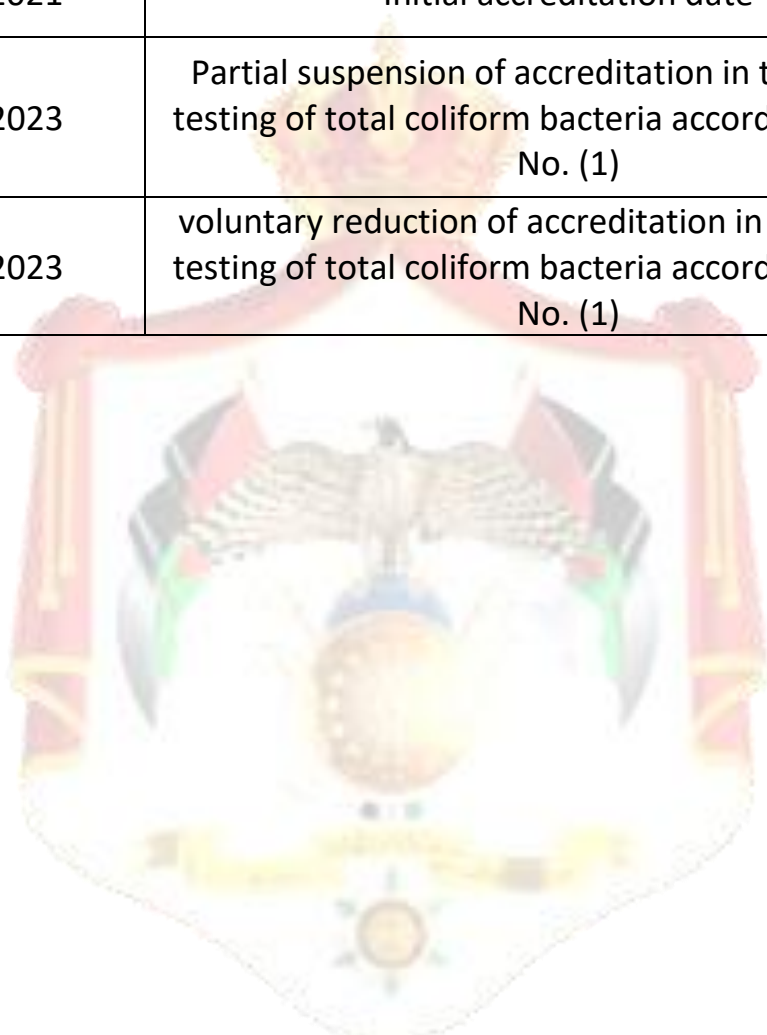 2021
Initial accreditation date
2023
Partial suspension of accreditation in t
testing of total coliform bacteria accord
No. (1)
2023
voluntary reduction of accreditation in
testing of total coliform bacteria accord
No. (1)